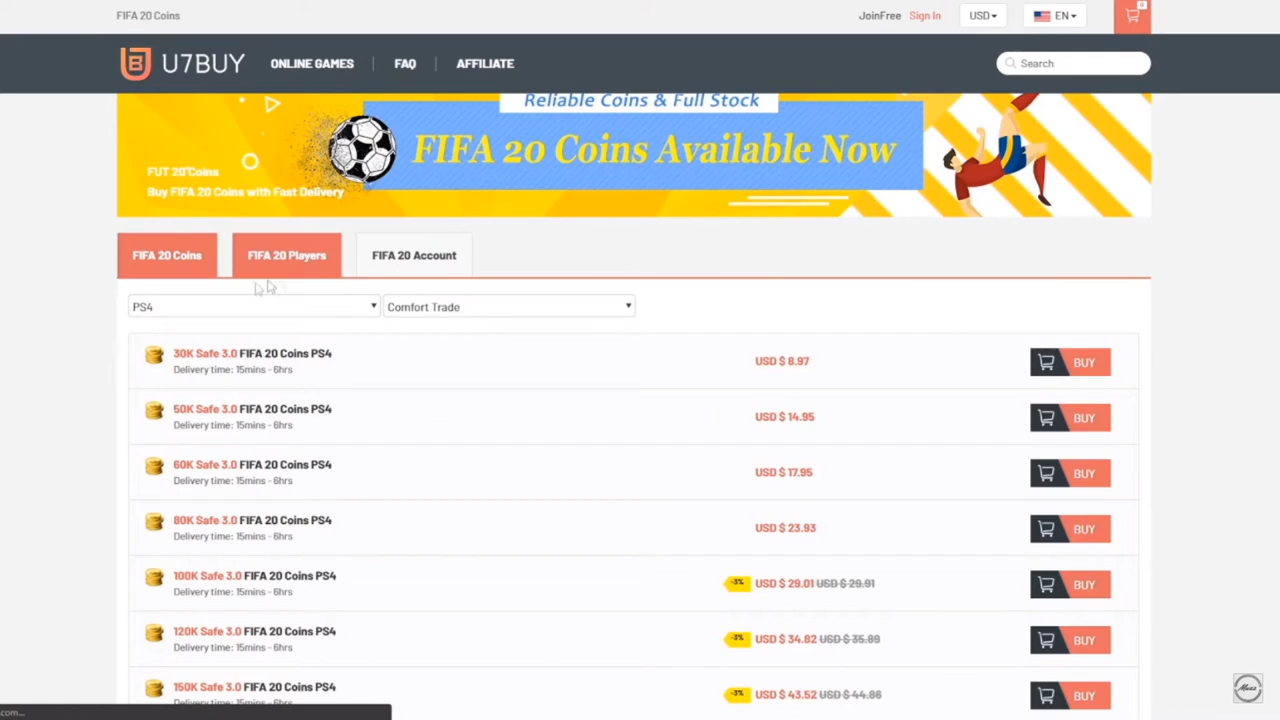 FIFA 20 Coins
JoinFree Sign In USD EN 0
U7BUY ONLINE GAMES FAQ AFFILIATE Search
Reliable Coins & Full Stock
FIFA 20 Coins Available Now
FUT 20 Coins
Buy FIFA 20 Coins with Fast Delivery
FIFA 20 Coins FIFA 20 Players FIFA 20 Account
PS4 Comfort Trade
30K Safe 3.0 FIFA 20 Coins PS4 USD $ 8.97 BUY
Delivery time: 15mins - 6hrs
50K Safe 3.0 FIFA 20 Coins PS4 USD $ 14.95 BUY
Delivery time: 15mins - 6hrs
60K Safe 3.0 FIFA 20 Coins PS4 USD $ 17.95 BUY
Delivery time: 15mins - 6hrs
80K Safe 3.0 FIFA 20 Coins PS4 USD $ 23.93 BUY
Delivery time: 15mins - 6hrs
100K Safe 3.0 FIFA 20 Coins PS4 -3% USD $ 29.01 USD $ 29.91 BUY
Delivery time: 15mins - 6hrs
120K Safe 3.0 FIFA 20 Coins PS4 -3% USD $ 34.82 USD $ 35.89 BUY
Delivery time: 15mins - 6hrs
150K Safe 3.0 FIFA 20 Coins PS4 -3% USD $ 43.52 USD $ 44.86 BUY
Delivery time: 15mins - 6hrs
com...